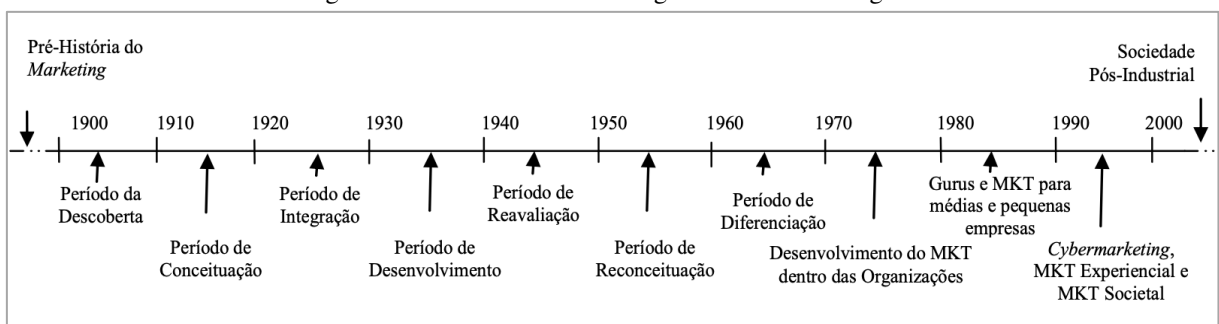 Pré-História do
Marketing
Sociedade
Pós-Industrial
1900 1910 1920 1930 1940 1950 1960 1970 1980 1990 2000
Período da
Descoberta
Período de
Conceituação
Período de
Integração
Período de
Desenvolvimento
Período de
Reavaliação
Período de
Reconceituação
Período de
Diferenciação
Desenvolvimento do MKT
dentro das Organizações
Gurus e MKT para
médias e pequenas
empresas
Cybermarketing,
MKT Experiencial e
MKT Societal